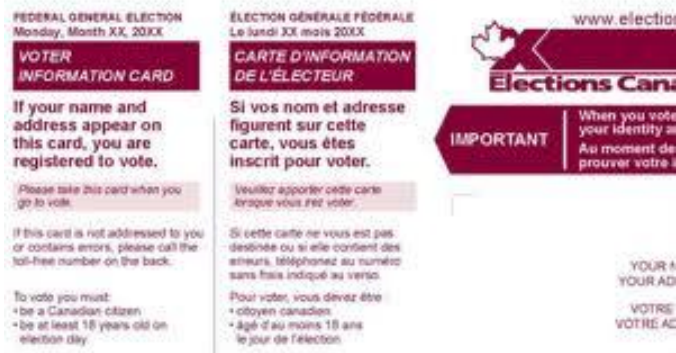 FEDERAL GENERAL ELECTION
Monday, Month XX, 20XX
VOTER
INFORMATION CARD
If your name and
address appear on
this card, you are
registered to vote.
Please take this card when you
go to vote.
If this card is not addressed to you
or contains errors, please call the
toll-free number on the back.
To vote you must:
• be a Canadian citizen
• be at least 18 years old on
election day
ÉLECTION GÉNÉRALE FÉDÉRALE
Le lundi XX mois 20XX
CARTE D'INFORMATION
DE L'ÉLECTEUR
Si vos nom et adresse
figurent sur cette
carte, vous êtes
inscrit pour voter.
Veuillez apporter cette carte
lorsque vous irez voter.
Si cette carte ne vous est pas
destinée ou si elle contient des
erreurs, téléphonez au numéro
sans frais indiqué au verso.
Pour voter, vous devez être
• citoyen canadien
• âgé d'au moins 18 ans
le jour de l'élection
www.election
Elections Cana
IMPORTANT
When you vote
your identity a
Au moment de
prouver votre i
YOUR N
YOUR AD
VOTRE
VOTRE AD